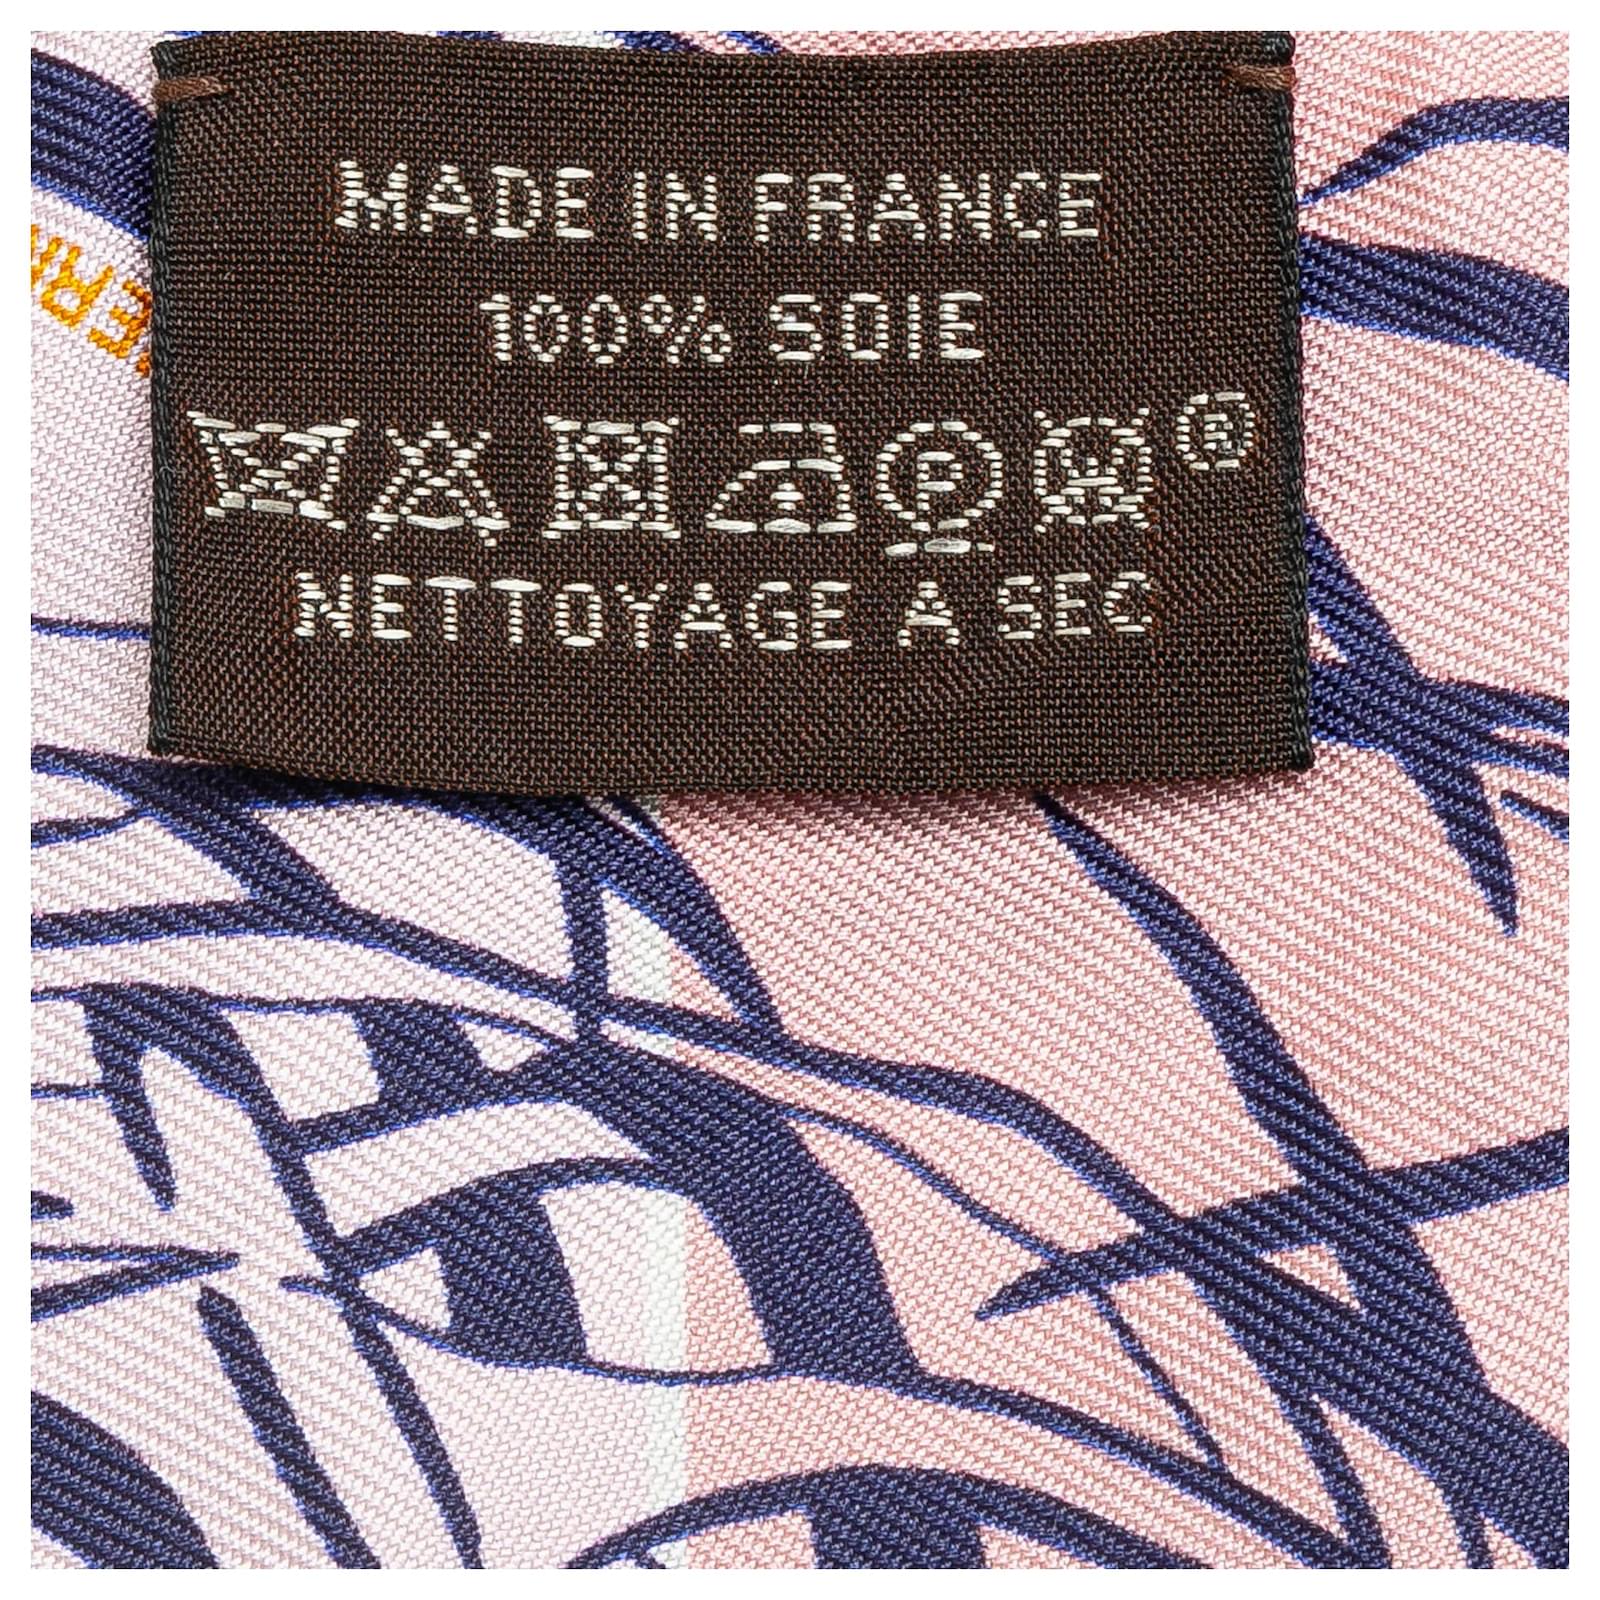 MADE IN FRANCE
100% SOIE
P
®
NETTOYAGE A SEC